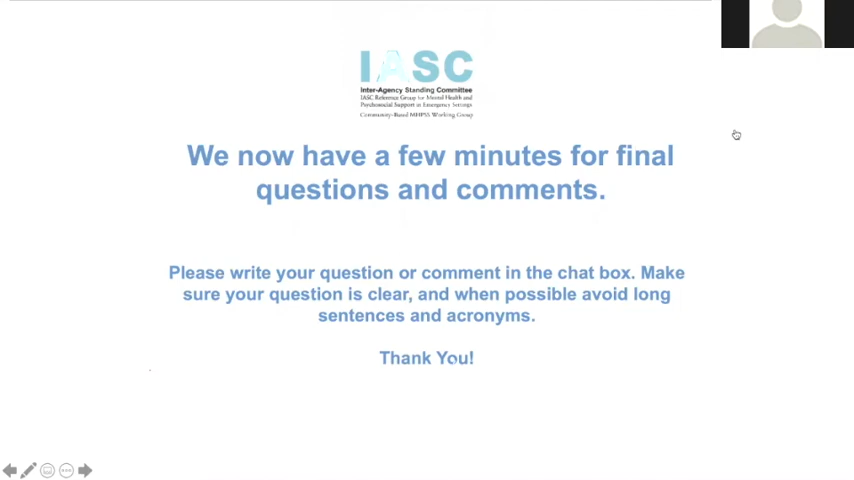 IASC
Inter-Agency Standing Committee
IASC Reference Group for Mental Health and
Psychosocial Support in Emergency Settings
Community-Based MHPSS Working Group
We now have a few minutes for final
questions and comments.
Please write your question or comment in the chat box. Make
sure your question is clear, and when possible avoid long
sentences and acronyms.
Thank You!